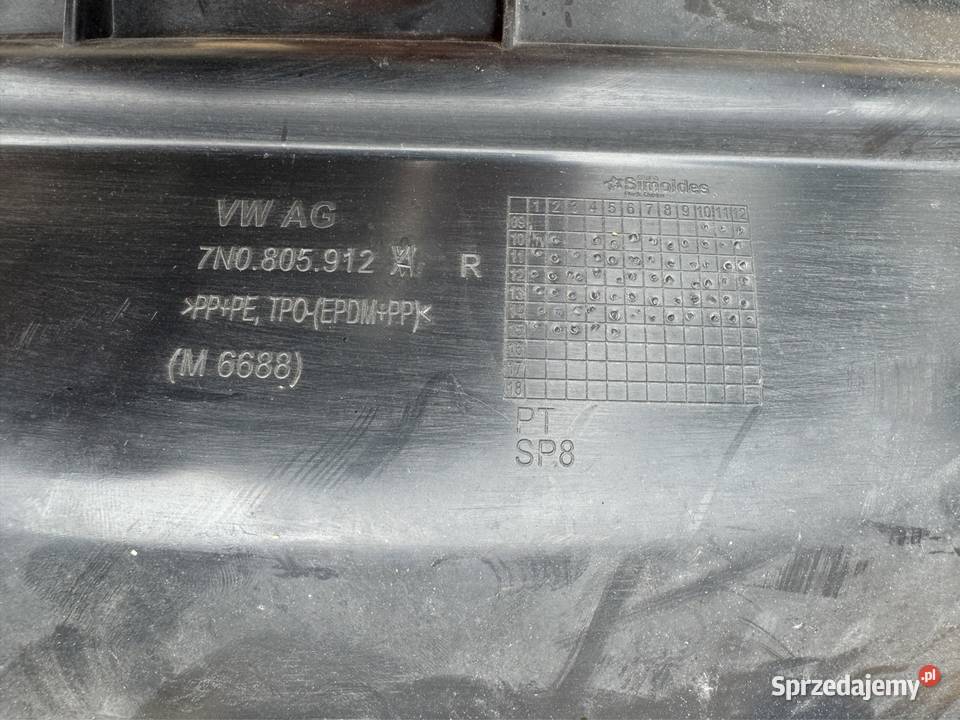 Simoldes
VW AG
7N0.805.912
R
>PP+PE, TPO-(EPDM+PP)<
(M 6688)
1 2 3 4 5 6 7 8 9 10 11 12
09
10
11
12
13
14
15
16
17
18
PT
SP8
Sprzedajemy.pl